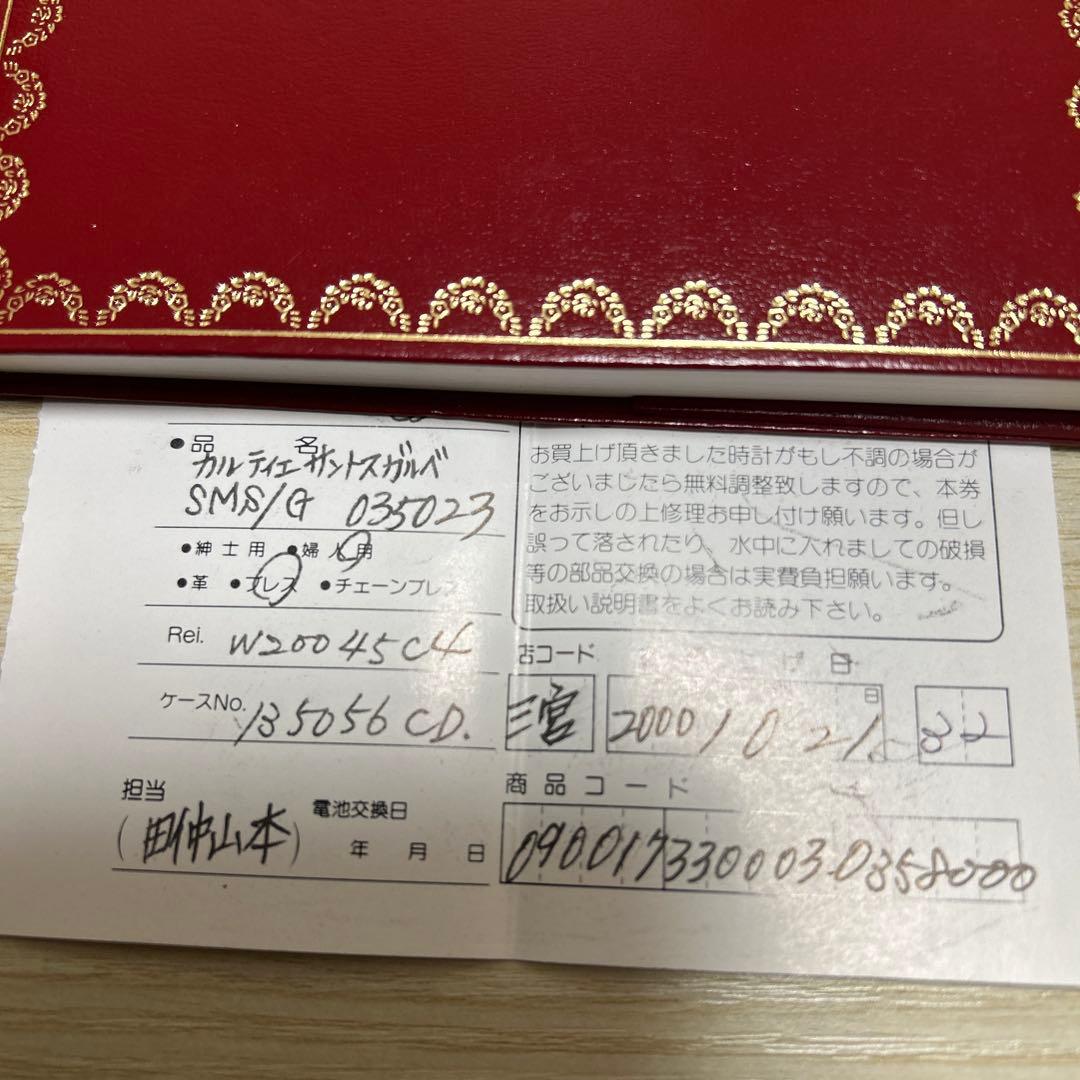 ●品 名
カルティエ サントスガルベ
SMS/G 035023
●紳士用 ●婦人用
●革 ●ブレス ●チェーンブレス
Rei. W20045C4
ケースNo. 135056 CD.
担当
(田仲山本)
電池交換日
年 月 日
お買上げ頂きました時計がもし不調の場合が
ございましたら無料調整致しますので、本券
をお示しの上修理お申し付け願います。但し
誤って落されたり、水中に入れましての破損
等の部品交換の場合は実費負担願います。
取扱い説明書をよくお読み下さい。
店コード
げ 日
三宮 2000 10 21 日 32
商品コード
090017330003-0358000